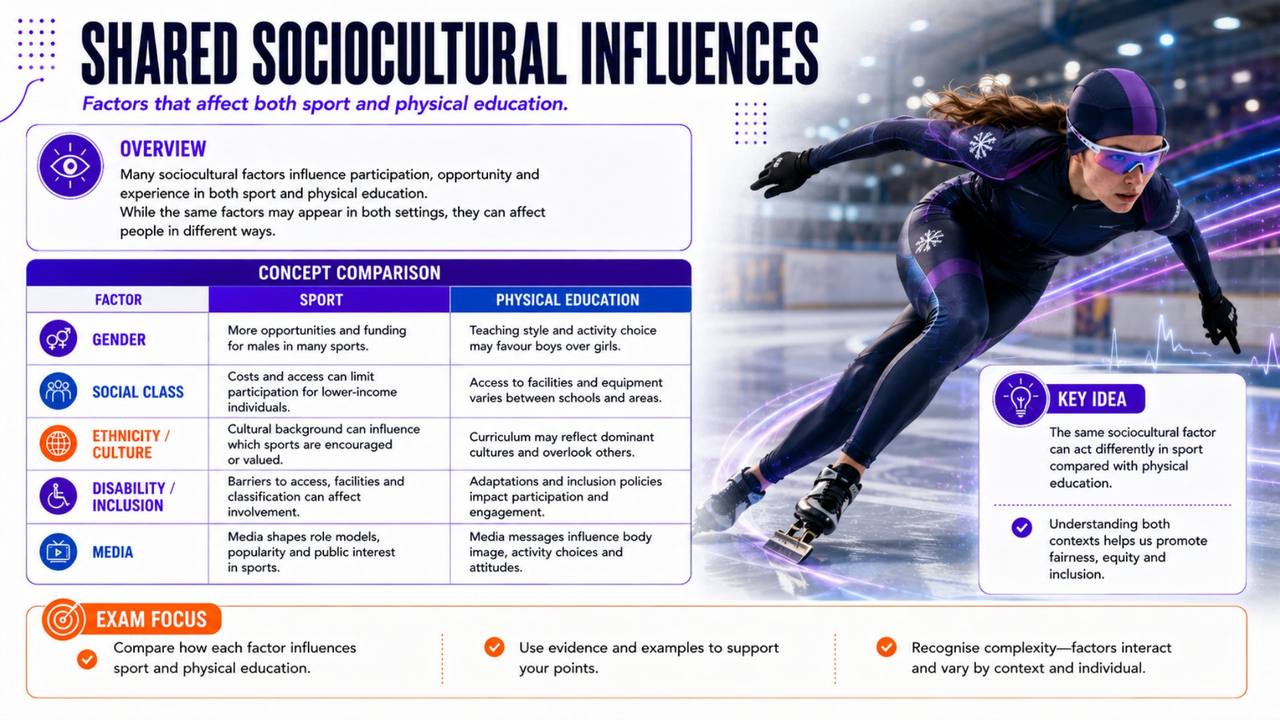 SHARED SOCIOCULTURAL INFLUENCES
Factors that affect both sport and physical education.
OVERVIEW
Many sociocultural factors influence participation, opportunity and
experience in both sport and physical education.
While the same factors may appear in both settings, they can affect
people in different ways.
CONCEPT COMPARISON
FACTOR
SPORT
PHYSICAL EDUCATION
GENDER
More opportunities and funding
for males in many sports.
Teaching style and activity choice
may favour boys over girls.
SOCIAL CLASS
Costs and access can limit
participation for lower-income
individuals.
Access to facilities and equipment
varies between schools and areas.
ETHNICITY /
CULTURE
Cultural background can influence
which sports are encouraged
or valued.
Curriculum may reflect dominant
cultures and overlook others.
DISABILITY /
INCLUSION
Barriers to access, facilities and
classification can affect
involvement.
Adaptations and inclusion policies
impact participation and
engagement.
MEDIA
Media shapes role models,
popularity and public interest
in sports.
Media messages influence body
image, activity choices and
attitudes.
KEY IDEA
The same sociocultural factor
can act differently in sport
compared with physical
education.
Understanding both
contexts helps us promote
fairness, equity and
inclusion.
EXAM FOCUS
Compare how each factor influences
sport and physical education.
Use evidence and examples to support
your points.
Recognise complexity—factors interact
and vary by context and individual.